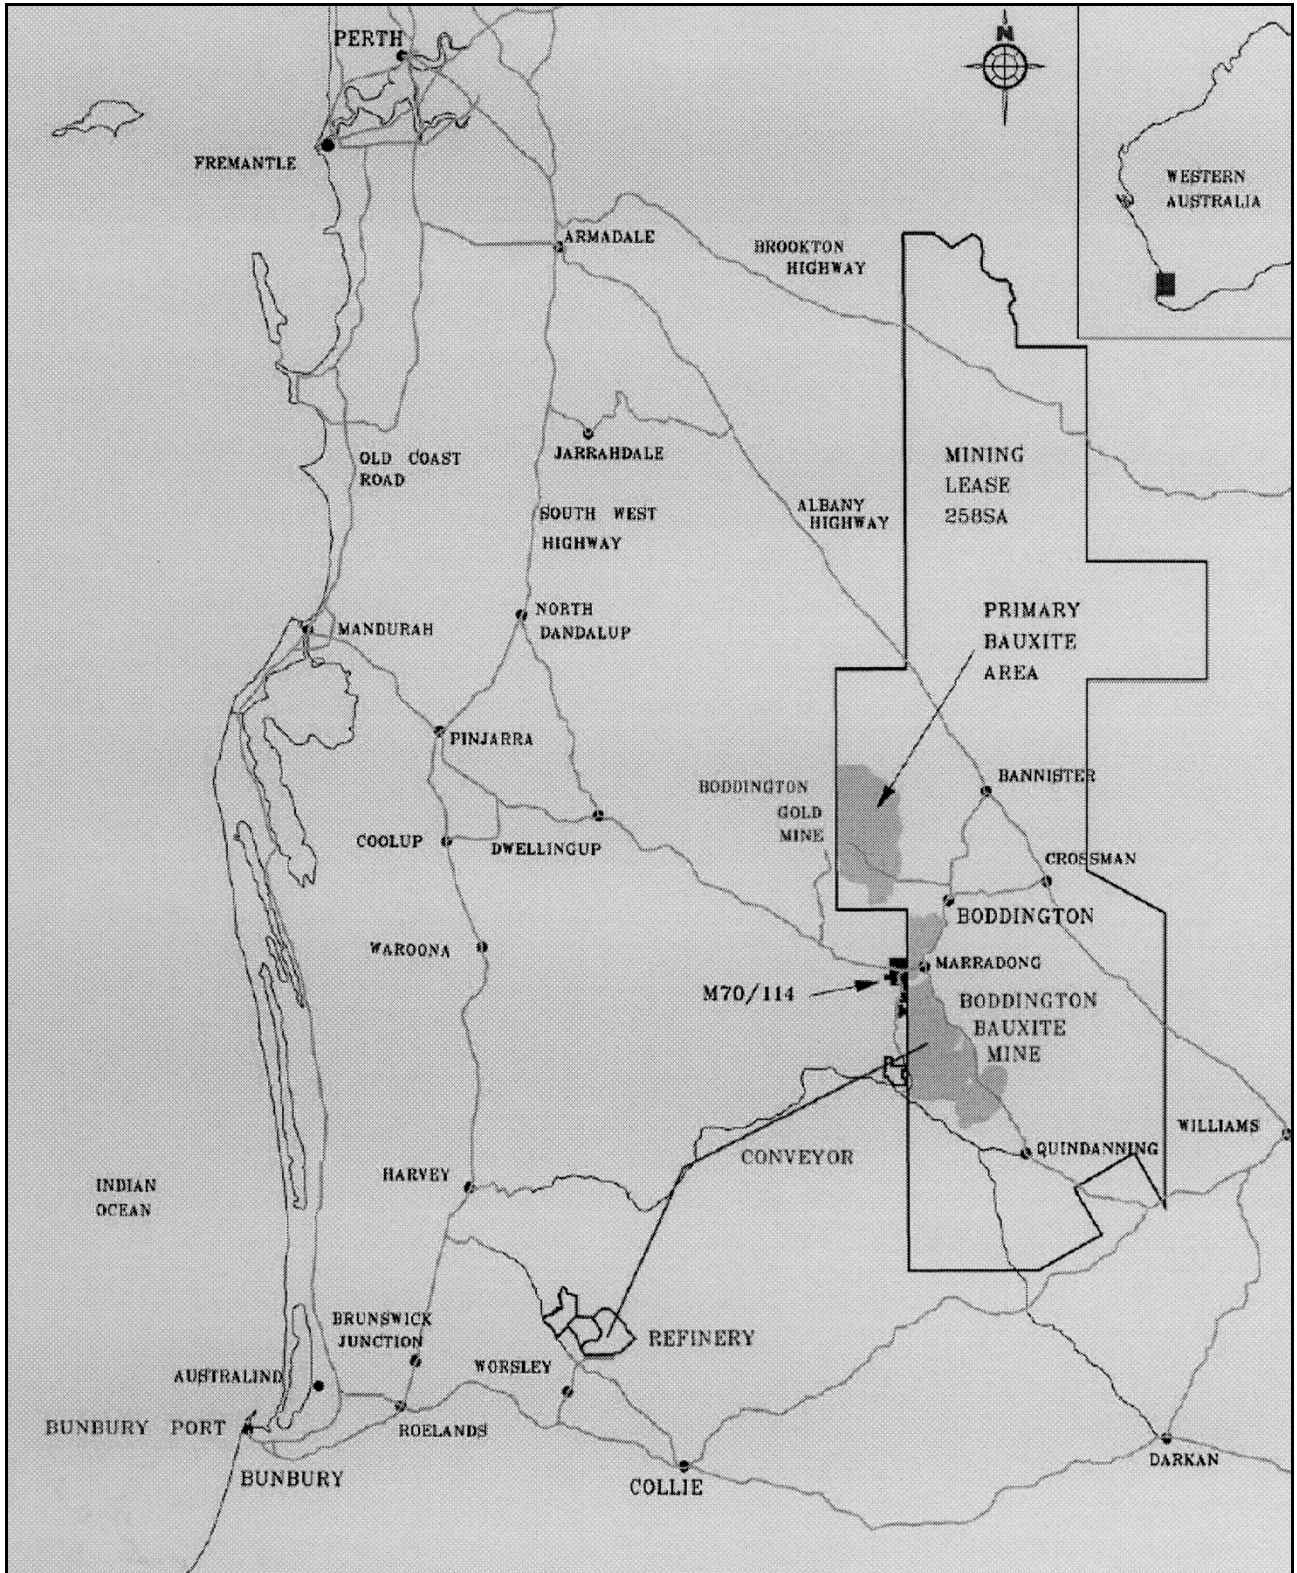 PERTH
N
FREMANTLE
WESTERN
AUSTRALIA
ARMADALE
BROOKTON
HIGHWAY
OLD COAST
ROAD
JARRAHDALE
MINING
LEASE
258SA
SOUTH WEST
HIGHWAY
ALBANY
HIGHWAY
NORTH
DANDALUP
MANDURAH
PRIMARY
BAUXITE
AREA
PINJARRA
BODDINGTON
GOLD
MINE
BANNISTER
COOLUP
DWELLINGUP
CROSSMAN
BODDINGTON
WAROONA
MARRADONG
M70/114
BODDINGTON
BAUXITE
MINE
WILLIAMS
QUINDANNING
CONVEYOR
HARVEY
INDIAN
OCEAN
BRUNSWICK
JUNCTION
REFINERY
WORSLEY
AUSTRALIND
BUNBURY PORT
ROELANDS
BUNBURY
COLLIE
DARKAN